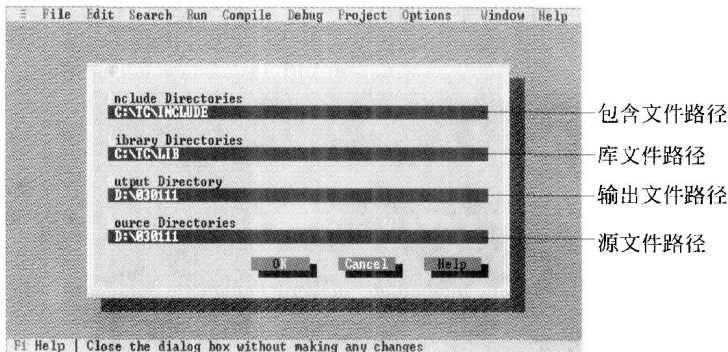 ≡ File Edit Search Run Compile Debug Project Options Window Help
nclude Directories
C:\TC\INCLUDE
包含文件路径
ibrary Directories
C:\TC\LIB
库文件路径
utput Directory
D:\030111
输出文件路径
ource Directories
D:\030111
源文件路径
OK Cancel Help
F1 Help | Close the dialog box without making any changes